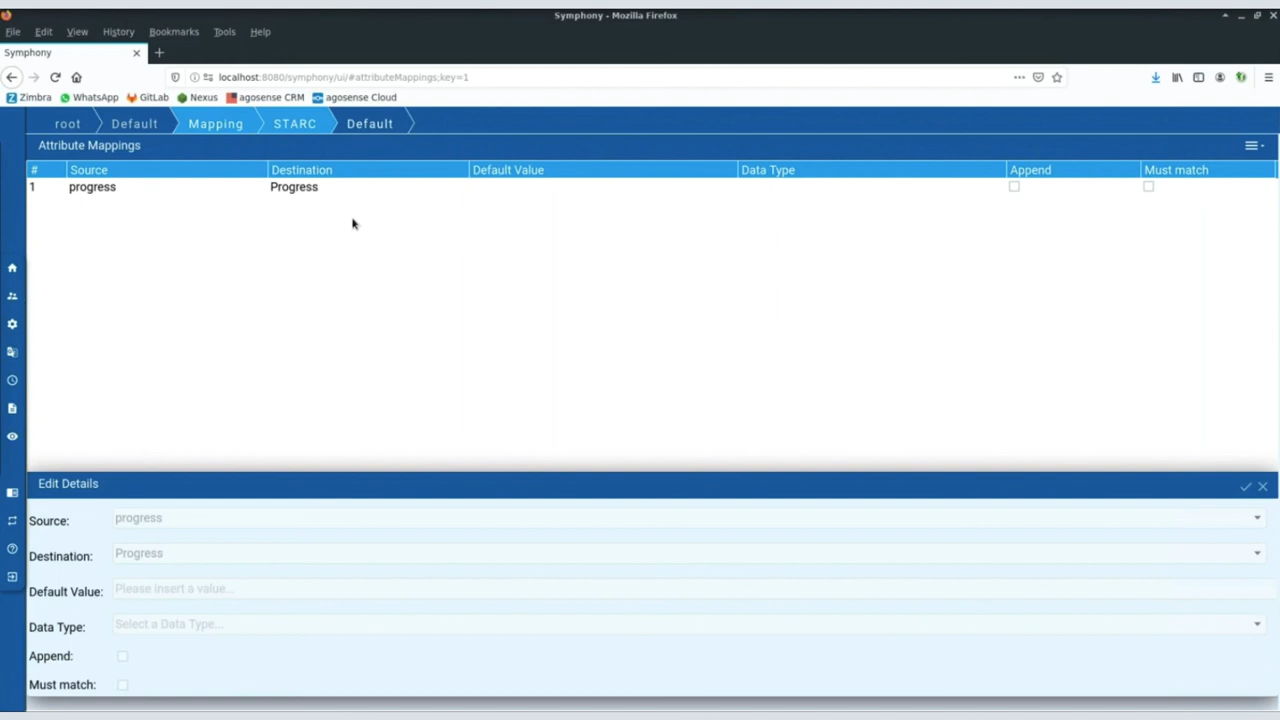 Symphony - Mozilla Firefox
File Edit View History Bookmarks Tools Help
Symphony
localhost:8080/symphony/ui/#attributeMappings;key=1
Zimbra WhatsApp GitLab Nexus agosense CRM agosense Cloud
root Default Mapping STARC Default
Attribute Mappings
# Source Destination Default Value Data Type Append Must match
1 progress Progress
Edit Details
Source: progress
Destination: Progress
Default Value: Please insert a value...
Data Type: Select a Data Type...
Append:
Must match: